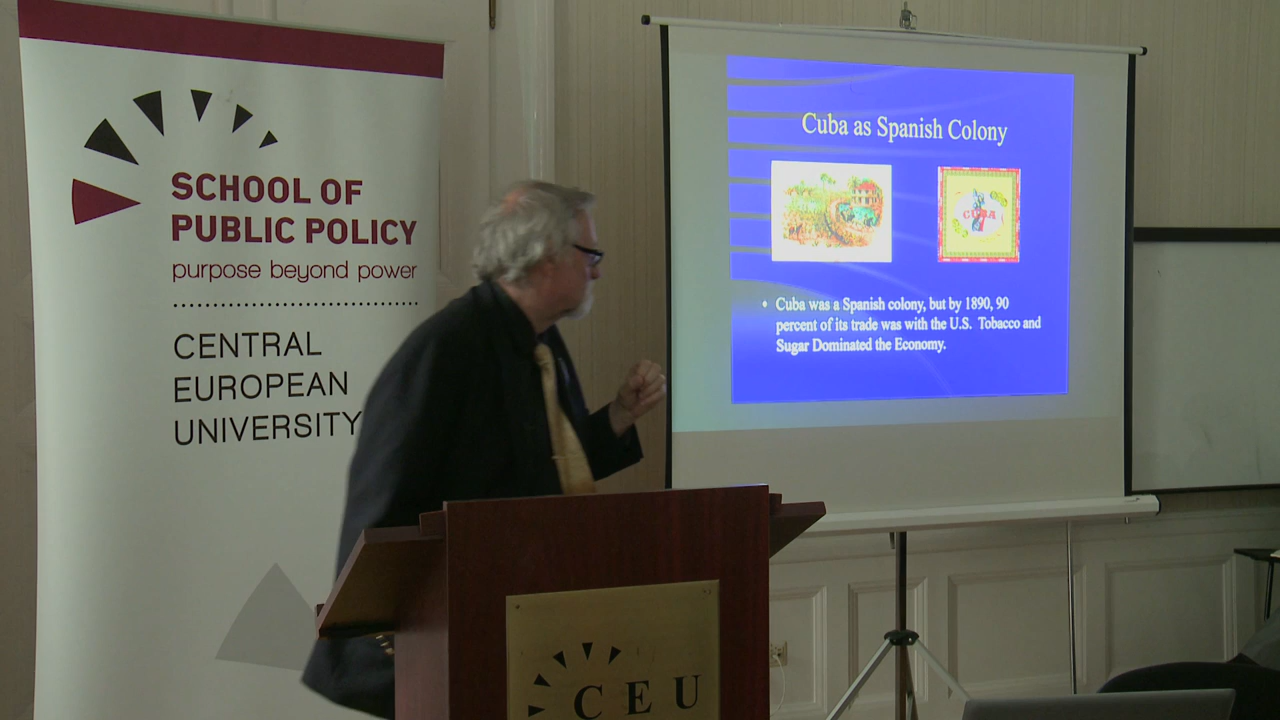 SCHOOL OF
PUBLIC POLICY
purpose beyond power
CENTRAL
EUROPEAN
UNIVERSITY
Cuba as Spanish Colony
CUBA
• Cuba was a Spanish colony, but by 1890, 90
percent of its trade was with the U.S. Tobacco and
Sugar Dominated the Economy.
CEU